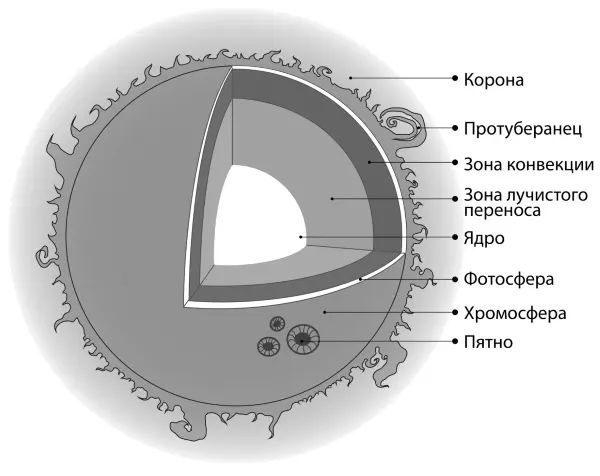 Корона
Протуберанец
Зона конвекции
Зона лучистого
переноса
Ядро
Фотосфера
Хромосфера
Пятно